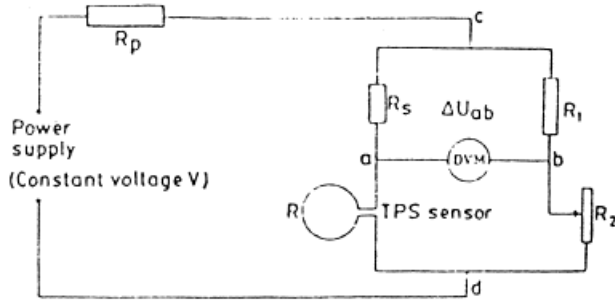 c
Rp
Rs
ΔUab
R1
Power
supply
(Constant voltage V)
a
DVM
b
R
TPS sensor
R2
d